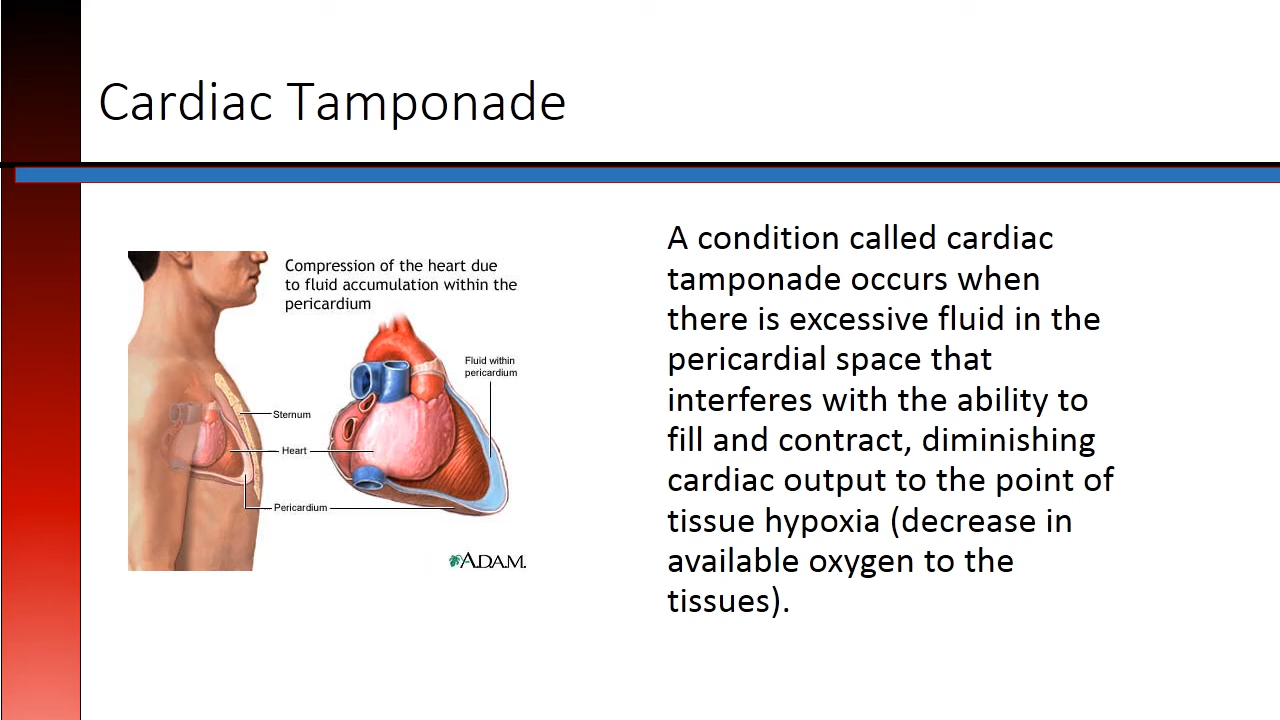 Cardiac Tamponade
Compression of the heart due
to fluid accumulation within the
pericardium
Fluid within
pericardium
Sternum
Heart
Pericardium
A.D.A.M.
A condition called cardiac
tamponade occurs when
there is excessive fluid in the
pericardial space that
interferes with the ability to
fill and contract, diminishing
cardiac output to the point of
tissue hypoxia (decrease in
available oxygen to the
tissues).